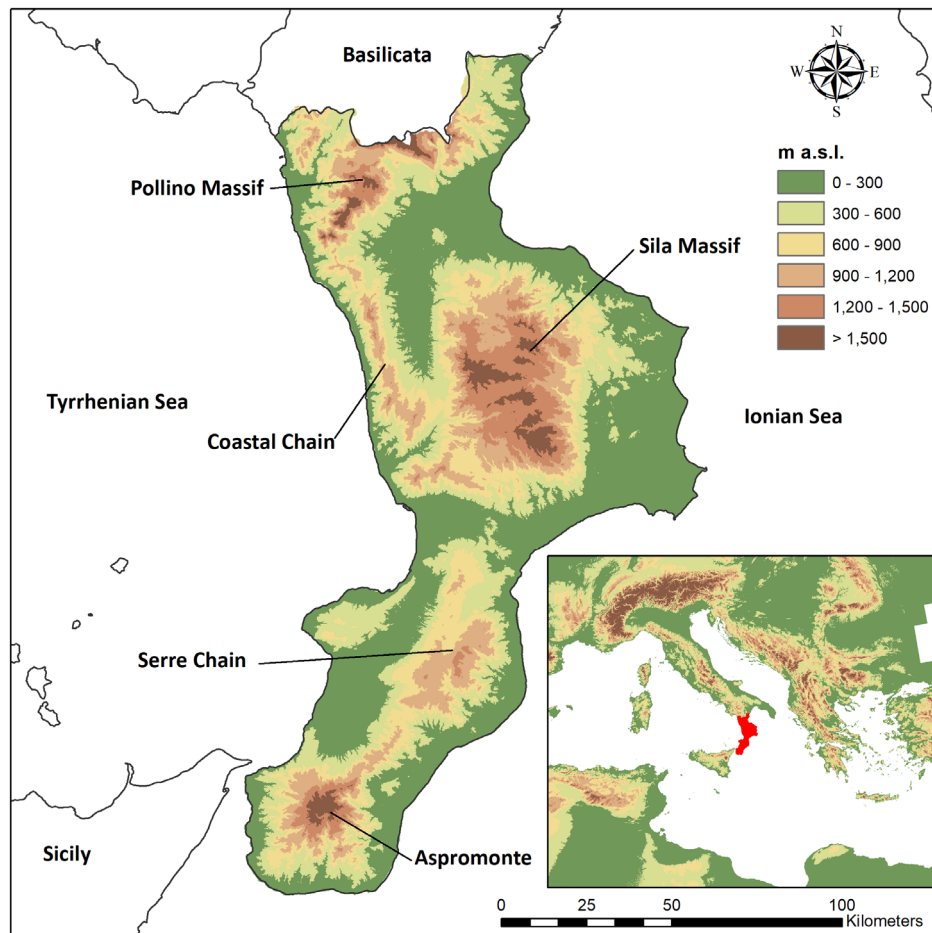 Basilicata
N
W E
S
m a.s.l.
0 - 300
300 - 600
600 - 900
900 - 1,200
1,200 - 1,500
> 1,500
Pollino Massif
Sila Massif
Tyrrhenian Sea
Ionian Sea
Coastal Chain
Serre Chain
Sicily
Aspromonte
0 25 50 100
Kilometers